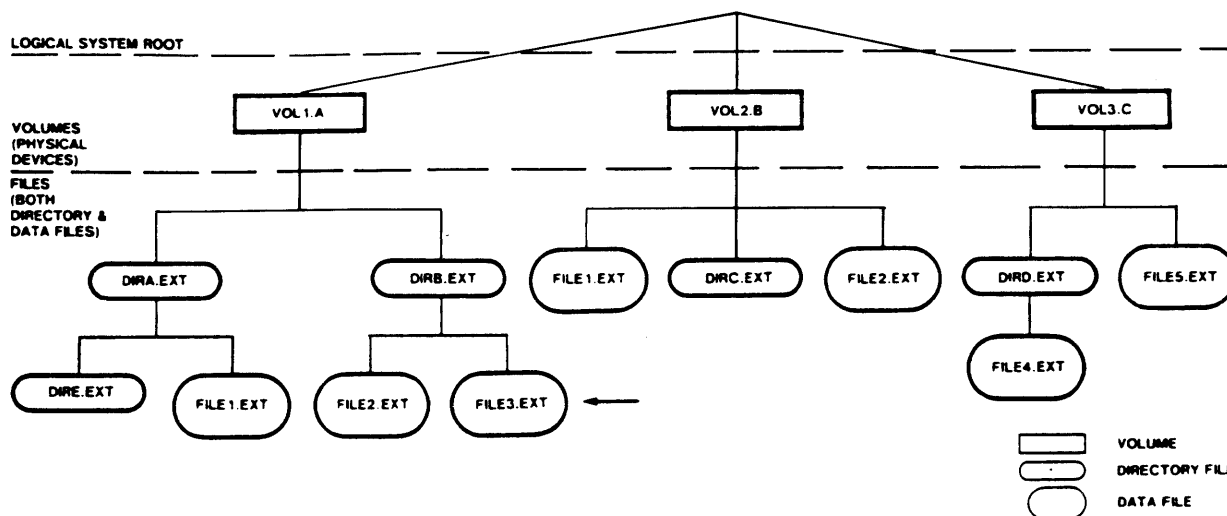 LOGICAL SYSTEM ROOT
VOL1.A
VOL2.B
VOL3.C
VOLUMES
(PHYSICAL
DEVICES)
FILES
(BOTH
DIRECTORY &
DATA FILES)
DIRA.EXT
DIRB.EXT
FILE1.EXT
DIRC.EXT
FILE2.EXT
DIRD.EXT
FILE5.EXT
DIRE.EXT
FILE1.EXT
FILE2.EXT
FILE3.EXT
FILE4.EXT
VOLUME
DIRECTORY FIL
DATA FILE